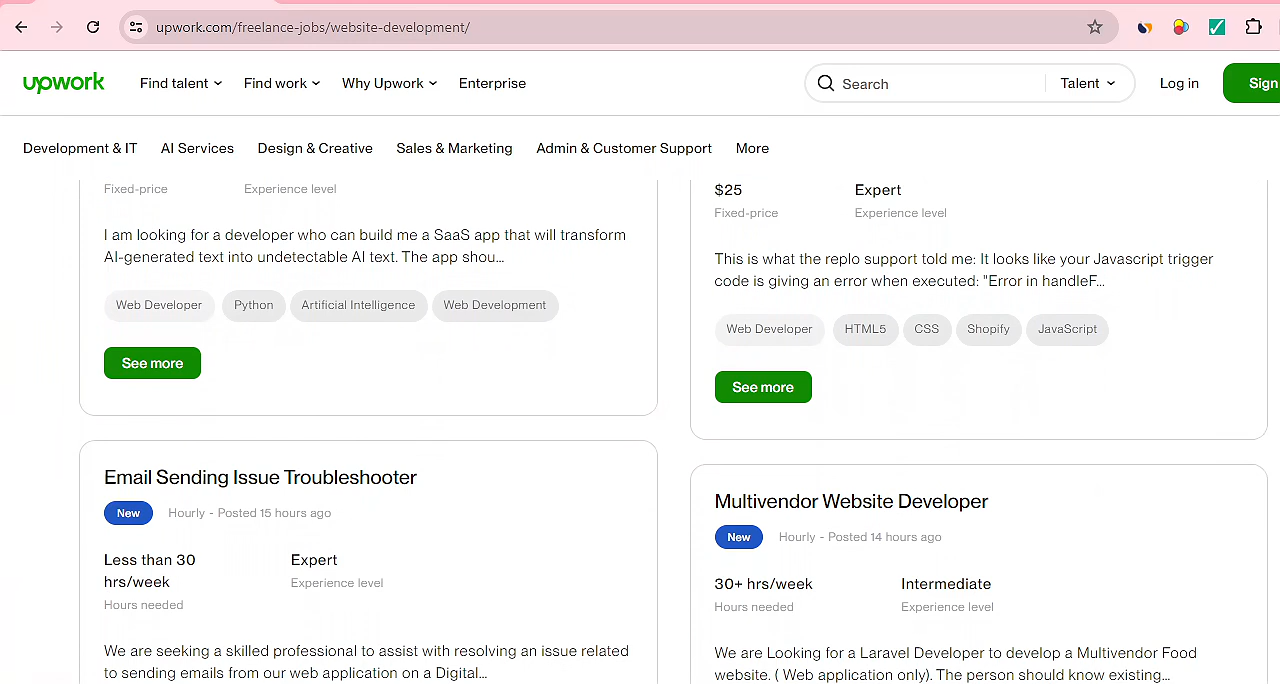 upwork.com/freelance-jobs/website-development/
upwork
Find talent
Find work
Why Upwork
Enterprise
Search
Talent
Log in
Sign
Development & IT
AI Services
Design & Creative
Sales & Marketing
Admin & Customer Support
More
Fixed-price
Experience level
I am looking for a developer who can build me a SaaS app that will transform
AI-generated text into undetectable AI text. The app shou...
Web Developer
Python
Artificial Intelligence
Web Development
See more
$25
Expert
Fixed-price
Experience level
This is what the replo support told me: It looks like your Javascript trigger
code is giving an error when executed: "Error in handleF...
Web Developer
HTML5
CSS
Shopify
JavaScript
See more
Email Sending Issue Troubleshooter
New
Hourly - Posted 15 hours ago
Less than 30
hrs/week
Expert
Hours needed
Experience level
We are seeking a skilled professional to assist with resolving an issue related
to sending emails from our web application on a Digital...
Multivendor Website Developer
New
Hourly - Posted 14 hours ago
30+ hrs/week
Intermediate
Hours needed
Experience level
We are Looking for a Laravel Developer to develop a Multivendor Food
website. ( Web application only). The person should know existing...